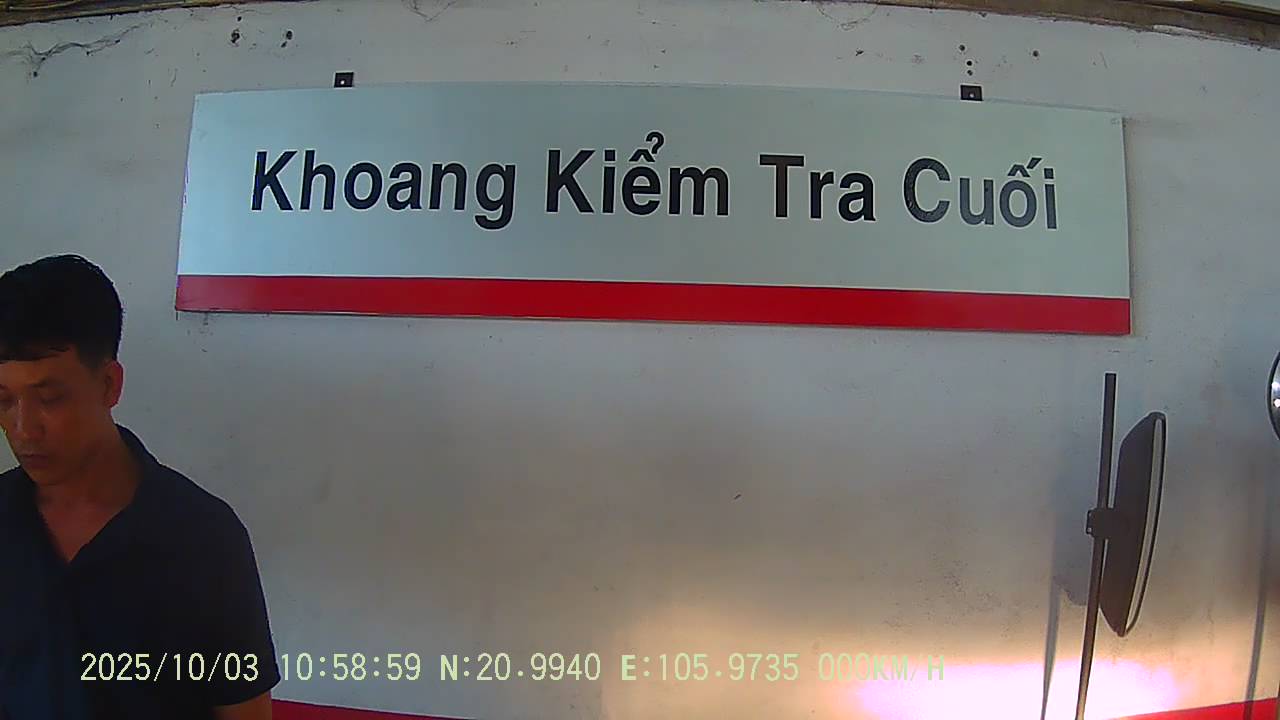 Khoang Kiểm Tra Cuối
2025/10/03 10:58:59 N:20.9940 E:105.9735 000KM/H